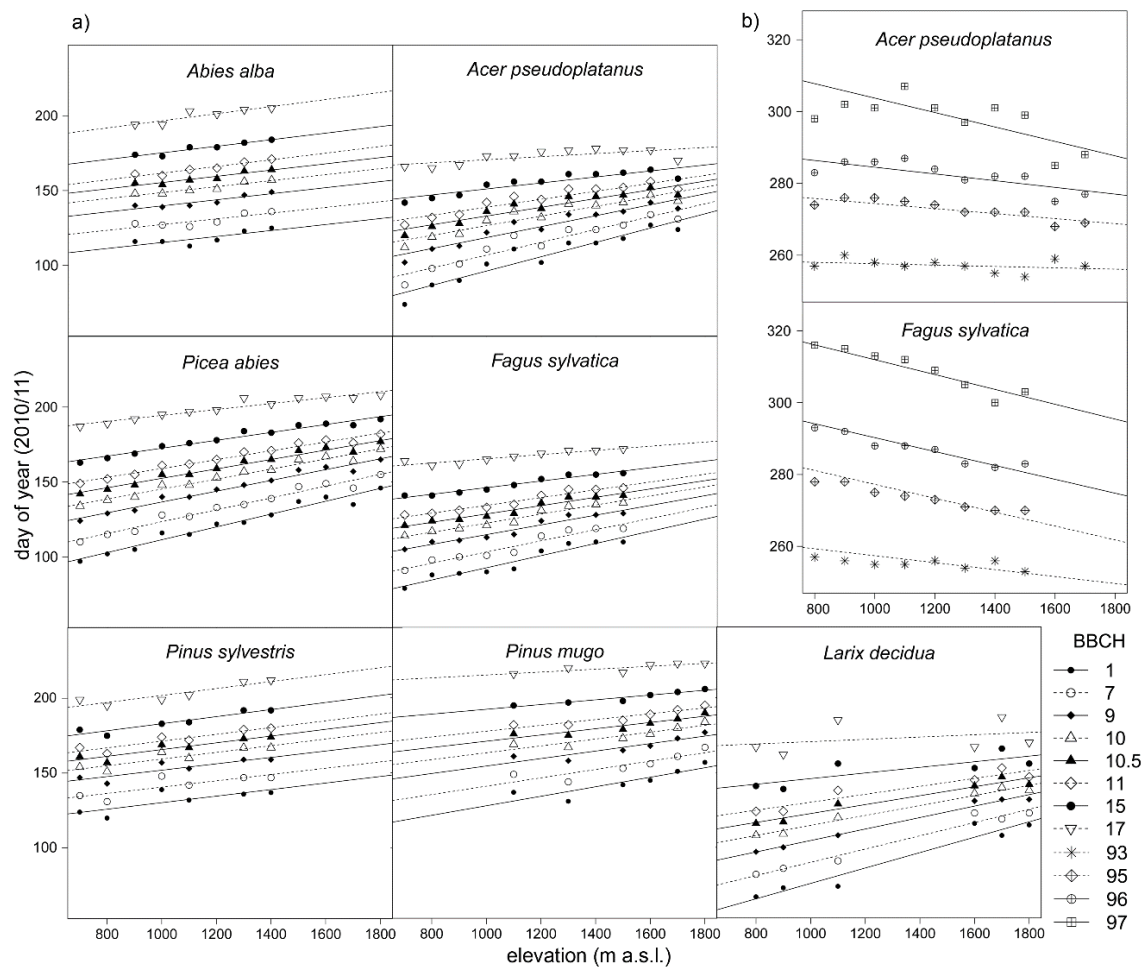 a)
b)
Abies alba
Acer pseudoplatanus
Acer pseudoplatanus
200
150
100
320
300
280
260
Picea abies
Fagus sylvatica
Fagus sylvatica
200
150
100
320
300
280
260
800 1000 1200 1400 1600 1800
day of year (2010/11)
Pinus sylvestris
Pinus mugo
Larix decidua
200
150
100
800 1000 1200 1400 1600 1800
800 1000 1200 1400 1600 1800
800 1000 1200 1400 1600 1800
elevation (m a.s.l.)
BBCH
1
7
9
10
10.5
11
15
17
93
95
96
97